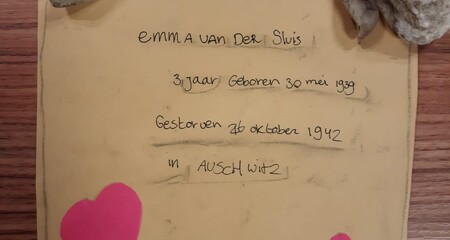 emma van Der Sluis
3 jaar Geboren 30 mei 1939
Gestorven 26 oktober 1942
in Auschwitz